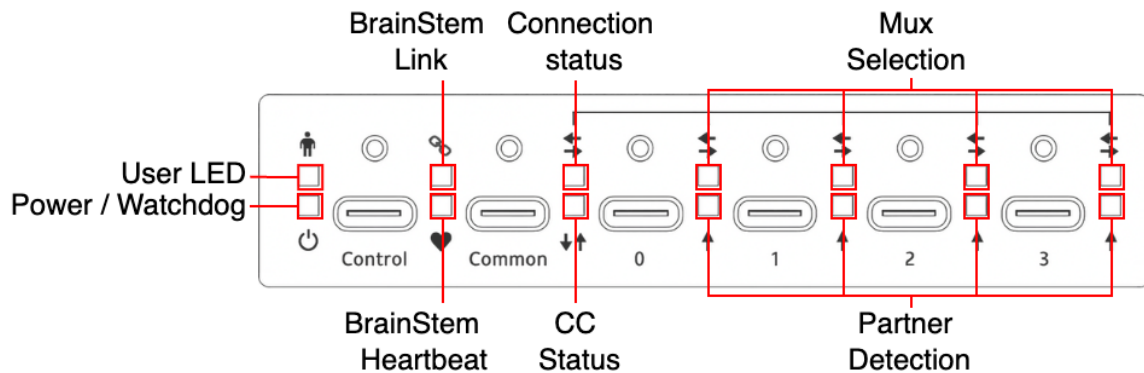 BrainStem
Link
Connection
status
Mux
Selection
User LED
Power / Watchdog
Control
Common
0
1
2
3
BrainStem
Heartbeat
CC
Status
Partner
Detection